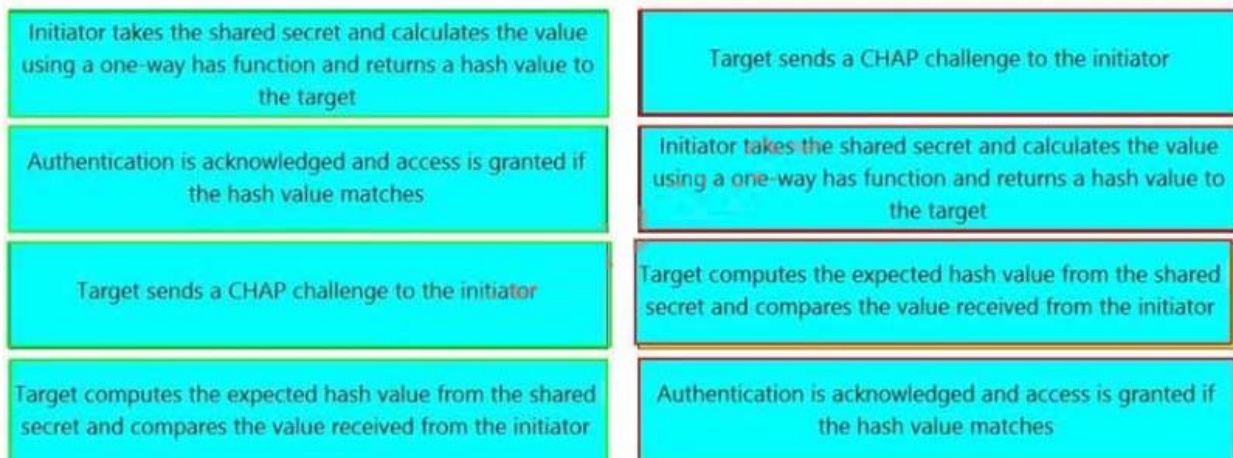 Initiator takes the shared secret and calculates the value
using a one-way has function and returns a hash value to
the target
Authentication is acknowledged and access is granted if
the hash value matches
Target sends a CHAP challenge to the initiator
Target computes the expected hash value from the shared
secret and compares the value received from the initiator
Target sends a CHAP challenge to the initiator
Initiator takes the shared secret and calculates the value
using a one-way has function and returns a hash value to
the target
Target computes the expected hash value from the shared
secret and compares the value received from the initiator
Authentication is acknowledged and access is granted if
the hash value matches